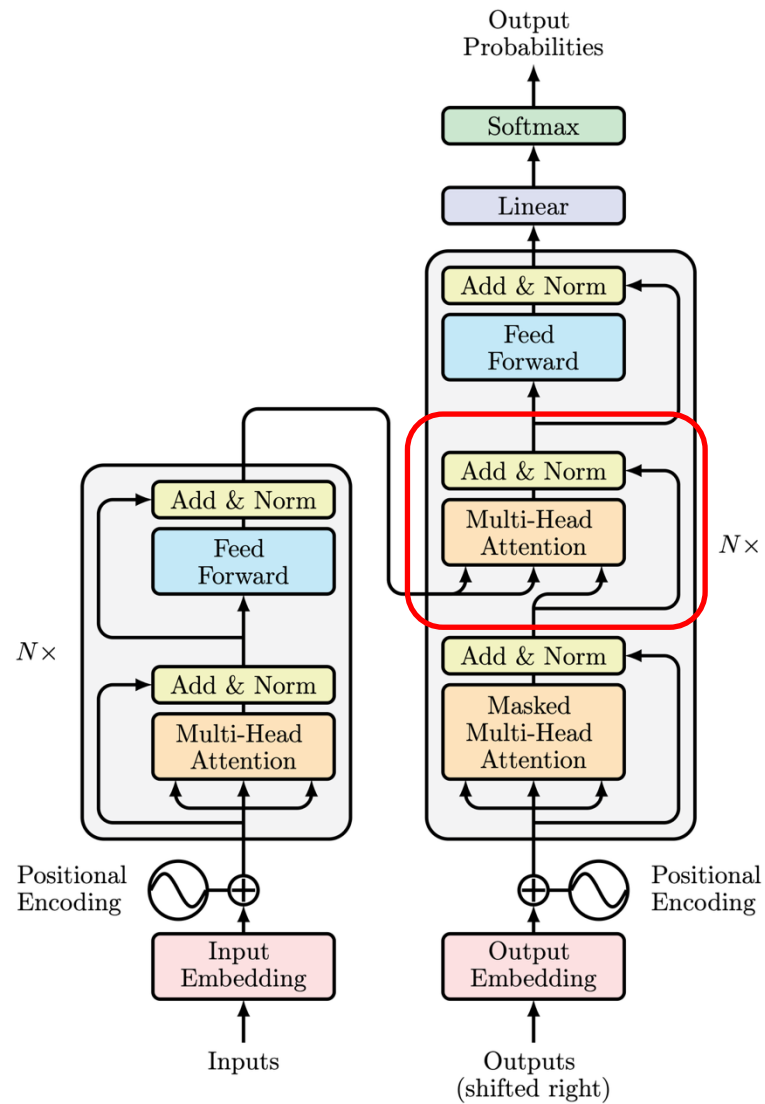 Output
Probabilities
Softmax
Linear
Add & Norm
Feed
Forward
Add & Norm
Multi-Head
Attention
N×
Add & Norm
Masked
Multi-Head
Attention
Positional
Encoding
Output
Embedding
Outputs
(shifted right)
Add & Norm
Feed
Forward
N×
Add & Norm
Multi-Head
Attention
Positional
Encoding
Input
Embedding
Inputs